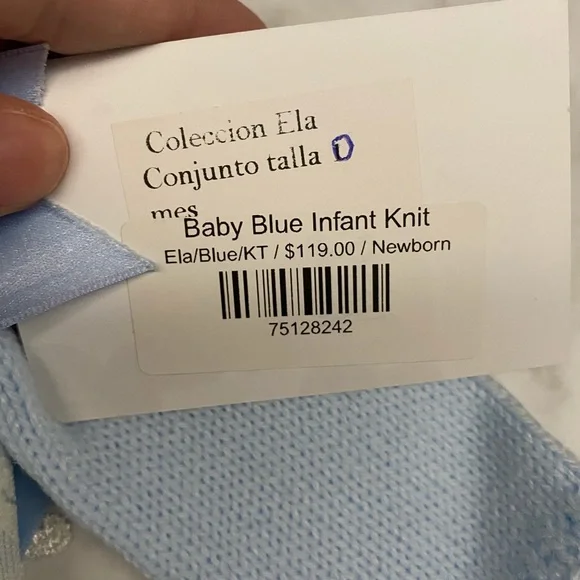 Coleccion Ela
Conjunto talla 0
mes
Baby Blue Infant Knit
Ela/Blue/KT / $119.00 / Newborn
75128242